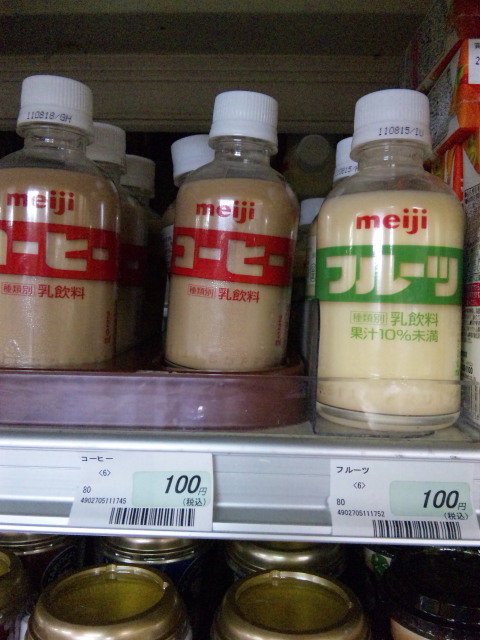 110818/GH
meiji
コーヒー
種類別 乳飲料
meiji
コーヒー
種類別 乳飲料
110815/1G
meiji
フルーツ
種類別 乳飲料
果汁10%未満
コーヒー
<6>
80
100円
(税込)
4902705111745
フルーツ
<6>
80
100円
(税込)
4902705111752